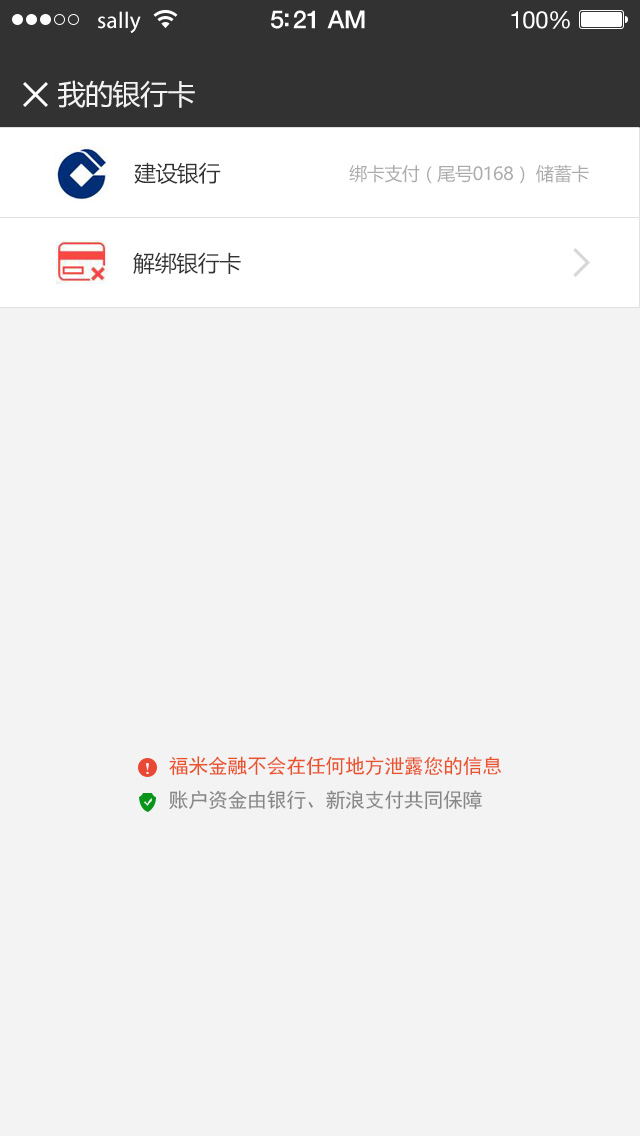 sally 5:21 AM 100%
我的银行卡
建设银行 绑卡支付（尾号0168） 储蓄卡
解绑银行卡
福米金融不会在任何地方泄露您的信息
账户资金由银行、新浪支付共同保障